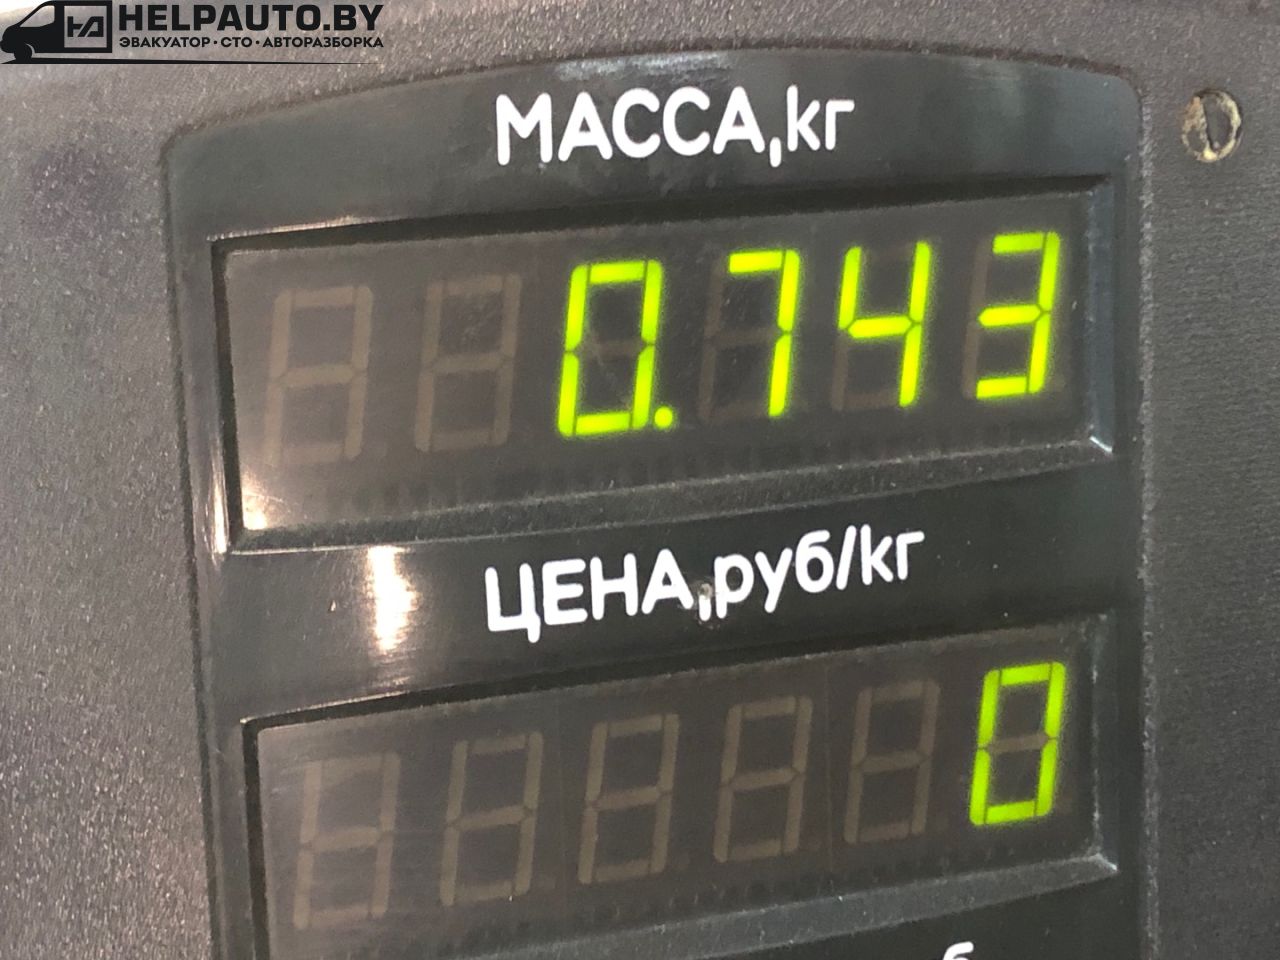 HELPAUTO.BY
ЭВАКУАТОР · СТО · АВТОРАЗБОРКА
МАССА,кг
0.743
ЦЕНА,руб/кг
0